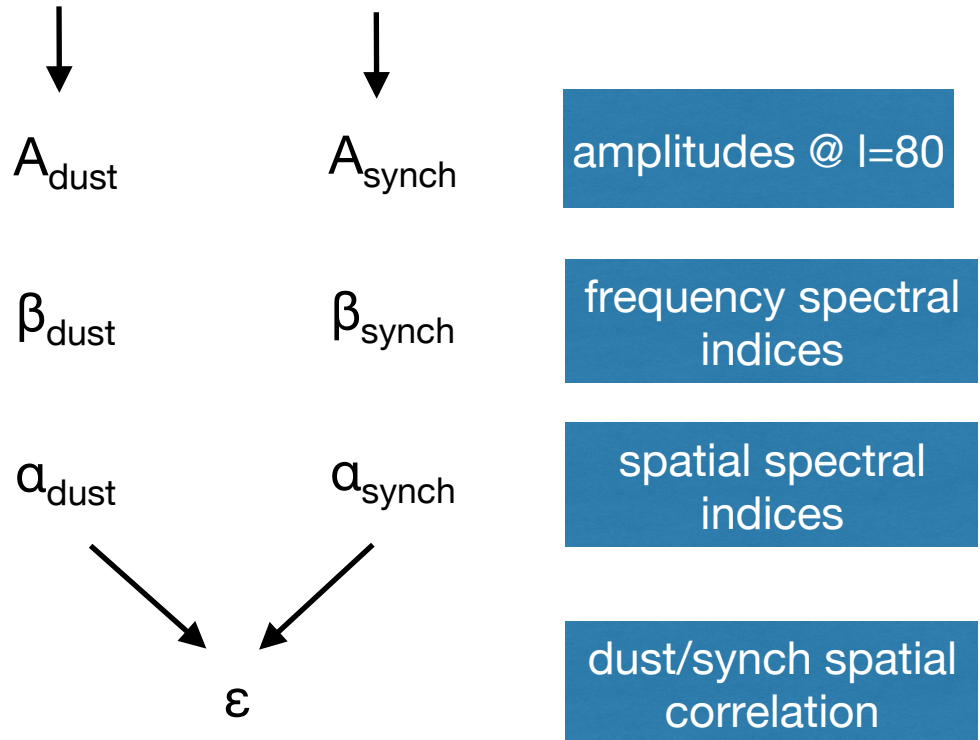 A_dust A_synch amplitudes @ l=80
β_dust β_synch frequency spectral
indices
α_dust α_synch spatial spectral
indices
dust/synch spatial
ε correlation